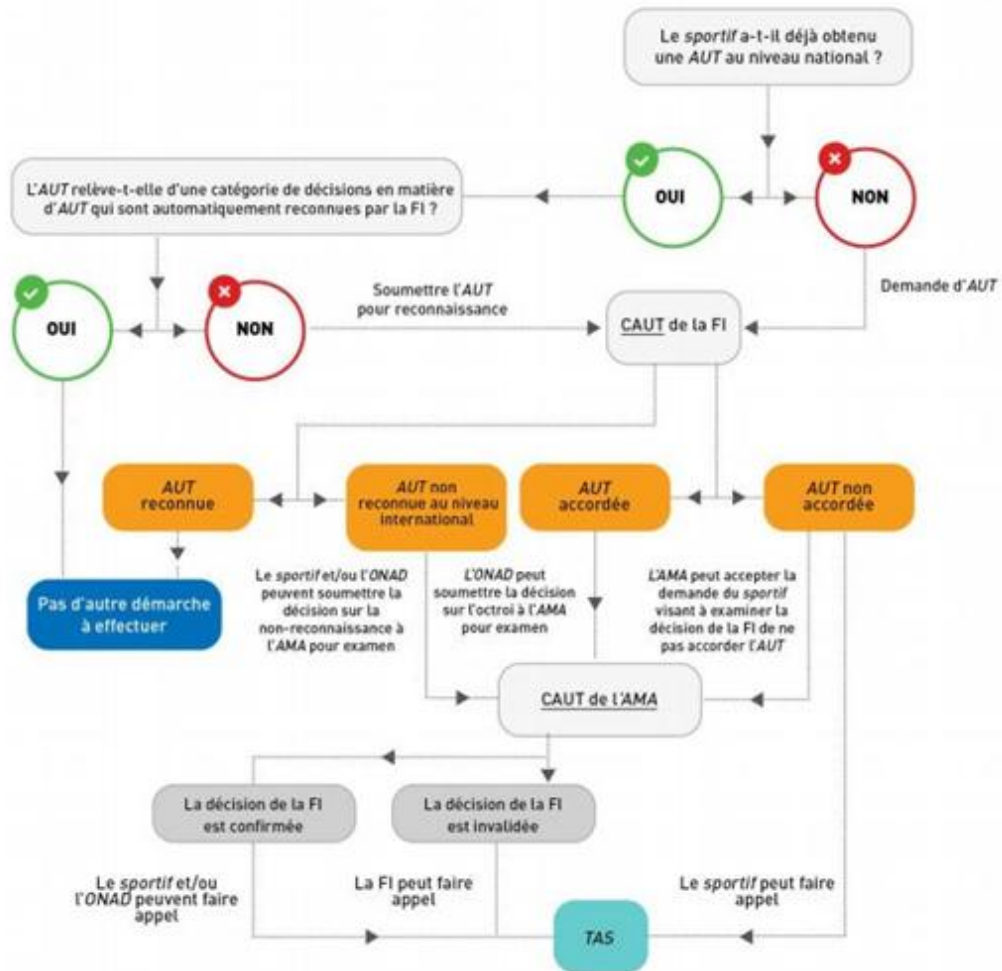 Le sportif a-t-il déjà obtenu
une AUT au niveau national ?
OUI
NON
L'AUT relève-t-elle d'une catégorie de décisions en matière
d'AUT qui sont automatiquement reconnues par la FI ?
Demande d'AUT
OUI
NON
Soumettre l'AUT
pour reconnaissance
CAUT de la FI
AUT
reconnue
AUT non
reconnue au niveau
international
AUT
accordée
AUT non
accordée
Pas d'autre démarche
à effectuer
Le sportif et/ou l'ONAD
peuvent soumettre la
décision sur la
non-reconnaissance à
l'AMA pour examen
L'ONAD peut
soumettre la décision
sur l'octroi à l'AMA
pour examen
L'AMA peut accepter la
demande du sportif
visant à examiner la
décision de la FI de ne
pas accorder l'AUT
CAUT de l'AMA
La décision de la FI
est confirmée
La décision de la FI
est invalidée
Le sportif et/ou
l'ONAD peuvent faire
appel
La FI peut faire
appel
Le sportif peut faire
appel
TAS